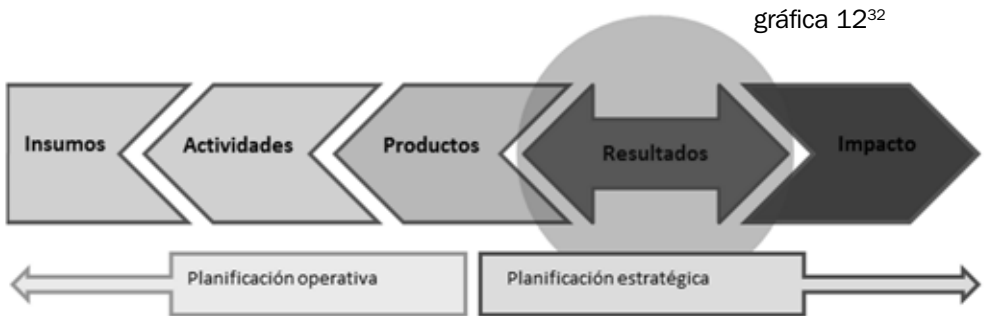 gráfica 12³²
Insumos
Actividades
Productos
Resultados
Impacto
Planificación operativa
Planificación estratégica